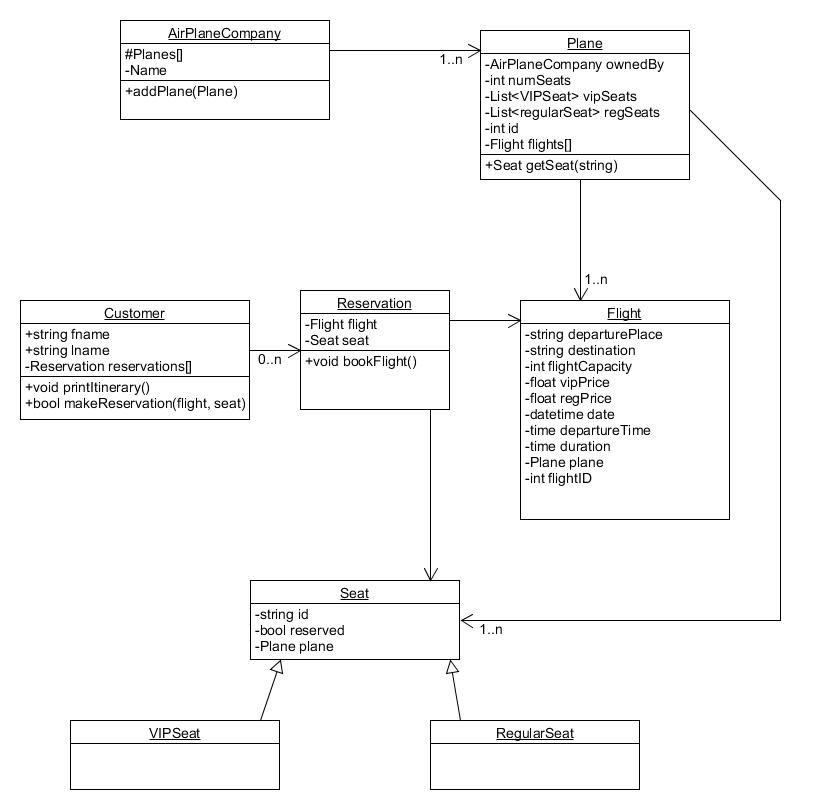 AirPlaneCompany
#Planes[]
-Name
+addPlane(Plane)
1..n
Plane
-AirPlaneCompany ownedBy
-int numSeats
-List<VIPSeat> vipSeats
-List<regularSeat> regSeats
-int id
-Flight flights[]
+Seat getSeat(string)
1..n
Customer
+string fname
+string lname
-Reservation reservations[]
+void printItinerary()
+bool makeReservation(flight, seat)
0..n
Reservation
-Flight flight
-Seat seat
+void bookFlight()
Flight
-string departurePlace
-string destination
-int flightCapacity
-float vipPrice
-float regPrice
-datetime date
-time departureTime
-time duration
-Plane plane
-int flightID
Seat
-string id
-bool reserved
-Plane plane
1..n
VIPSeat
RegularSeat